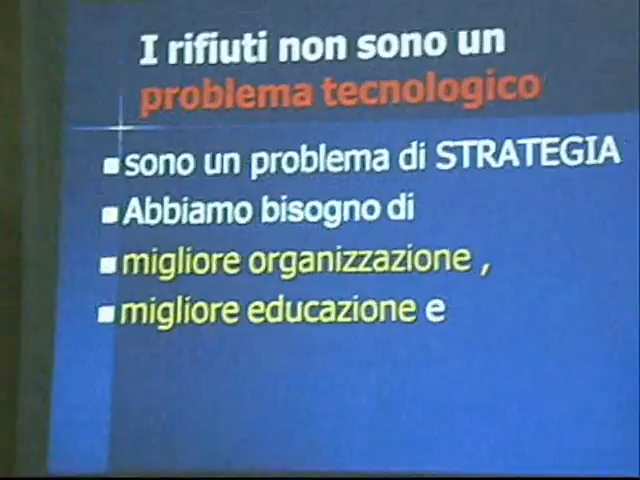 I rifiuti non sono un
problema tecnologico
sono un problema di STRATEGIA
Abbiamo bisogno di
migliore organizzazione ,
migliore educazione e